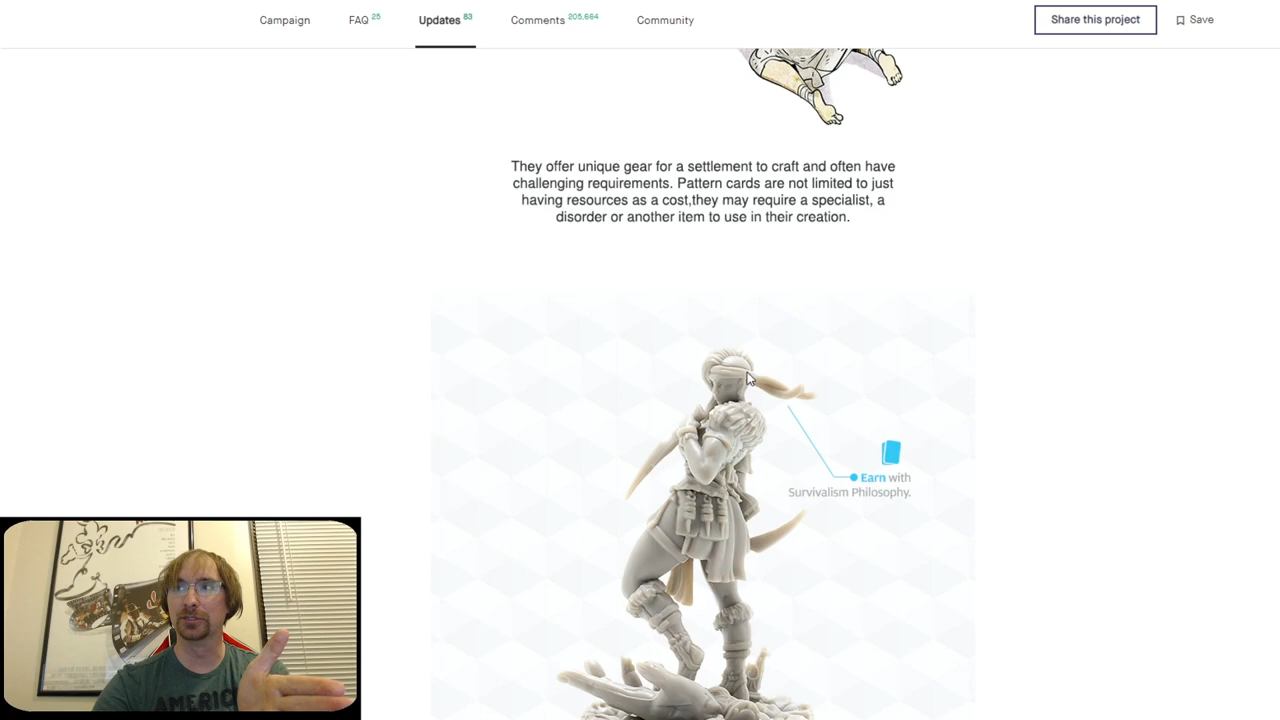 Campaign FAQ 25 Updates 83 Comments 205,664 Community Share this project Save
They offer unique gear for a settlement to craft and often have
challenging requirements. Pattern cards are not limited to just
having resources as a cost,they may require a specialist, a
disorder or another item to use in their creation.
Earn with
Survivalism Philosophy.
AMERIC